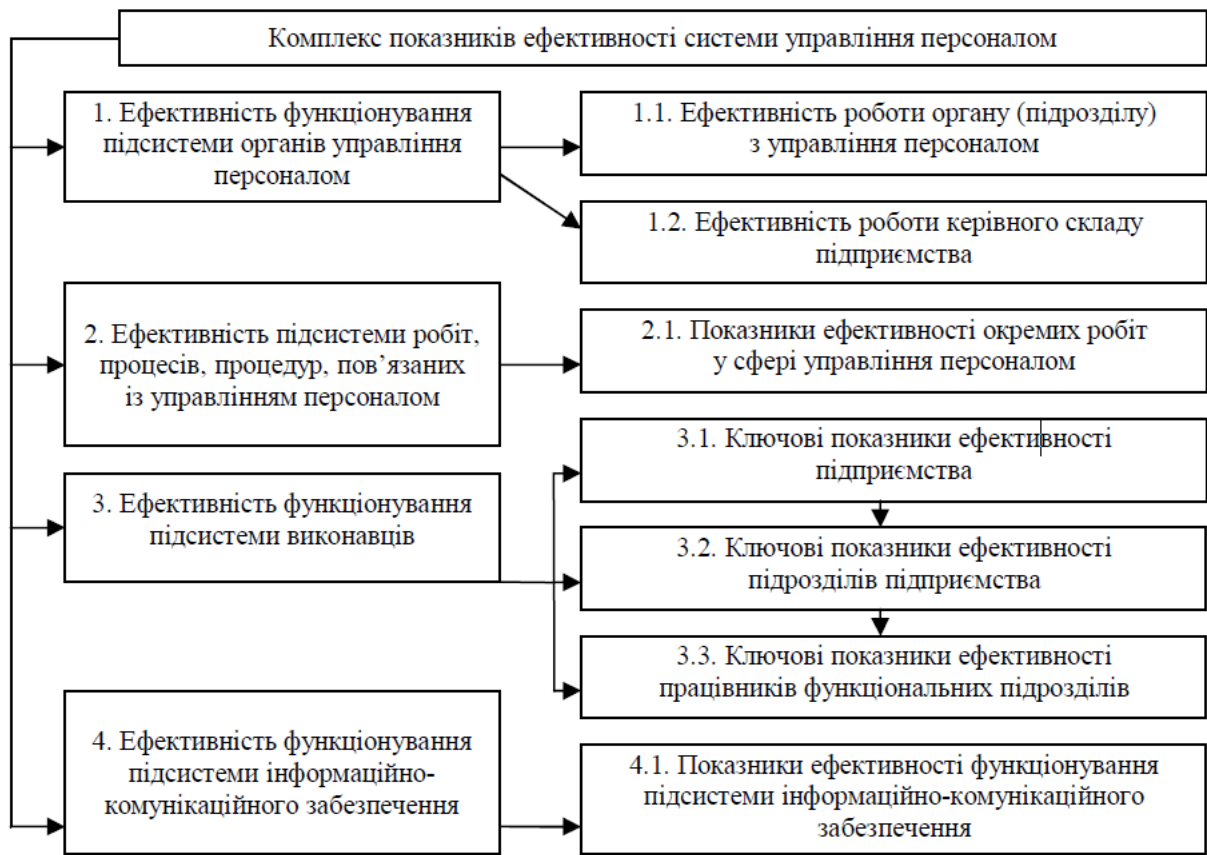 Комплекс показників ефективності системи управління персоналом
1. Ефективність функціонування
підсистеми органів управління
персоналом
1.1. Ефективність роботи органу (підрозділу)
з управління персоналом
1.2. Ефективність роботи керівного складу
підприємства
2. Ефективність підсистеми робіт,
процесів, процедур, пов’язаних
із управлінням персоналом
2.1. Показники ефективності окремих робіт
у сфері управління персоналом
3. Ефективність функціонування
підсистеми виконавців
3.1. Ключові показники ефективності
підприємства
3.2. Ключові показники ефективності
підрозділів підприємства
3.3. Ключові показники ефективності
працівників функціональних підрозділів
4. Ефективність функціонування
підсистеми інформаційно-
комунікаційного забезпечення
4.1. Показники ефективності функціонування
підсистеми інформаційно-комунікаційного
забезпечення